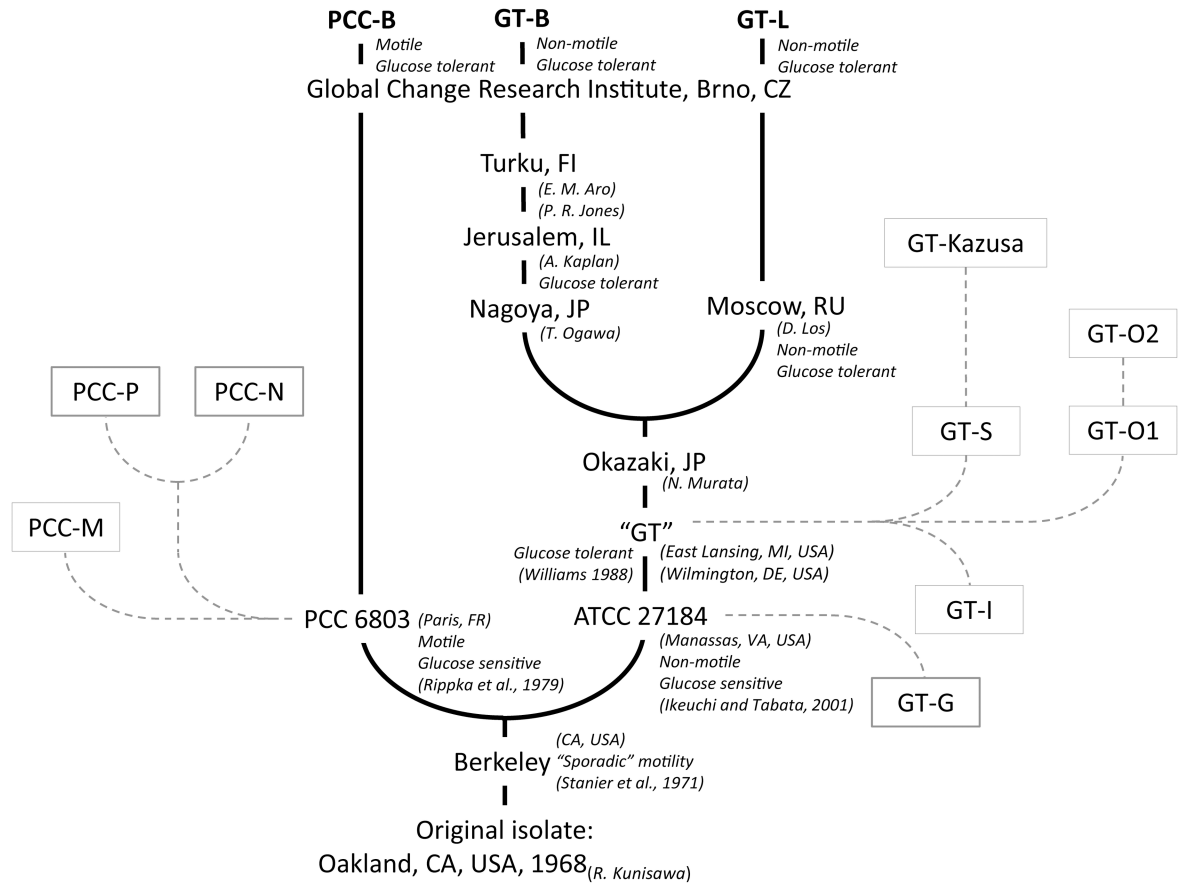 PCC-B
GT-B
GT-L
Motile
Glucose tolerant
Non-motile
Glucose tolerant
Non-motile
Glucose tolerant
Global Change Research Institute, Brno, CZ
Turku, FI
(E. M. Aro)
(P. R. Jones)
Jerusalem, IL
(A. Kaplan)
Glucose tolerant
Nagoya, JP
(T. Ogawa)
Moscow, RU
(D. Los)
Non-motile
Glucose tolerant
GT-Kazusa
GT-O2
PCC-P
PCC-N
GT-S
GT-O1
Okazaki, JP
(N. Murata)
PCC-M
“GT”
Glucose tolerant
(Williams 1988)
(East Lansing, MI, USA)
(Wilmington, DE, USA)
GT-I
PCC 6803
(Paris, FR)
Motile
Glucose sensitive
(Rippka et al., 1979)
ATCC 27184
(Manassas, VA, USA)
Non-motile
Glucose sensitive
(Ikeuchi and Tabata, 2001)
GT-G
Berkeley
(CA, USA)
“Sporadic” motility
(Stanier et al., 1971)
Original isolate:
Oakland, CA, USA, 1968
(R. Kunisawa)